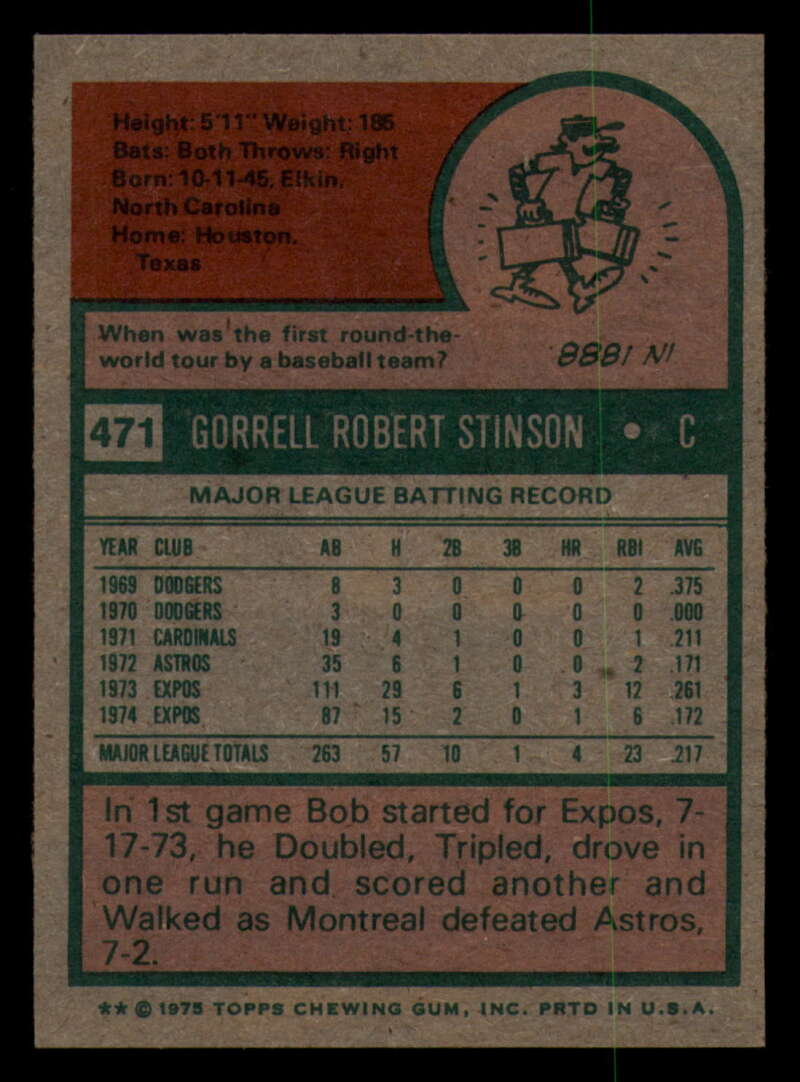 Height: 5'11" Weight: 185
Bats: Both Throws: Right
Born: 10-11-45, Elkin,
North Carolina
Home: Houston,
Texas
When was the first round-the-
world tour by a baseball team?
IN 1888
471 GORRELL ROBERT STINSON • C
MAJOR LEAGUE BATTING RECORD
YEAR CLUB AB H 2B 3B HR RBI AVG
1969 DODGERS 8 3 0 0 0 2 .375
1970 DODGERS 3 0 0 0 0 0 .000
1971 CARDINALS 19 4 1 0 0 1 .211
1972 ASTROS 35 6 1 0 0 2 .171
1973 EXPOS 111 29 6 1 3 12 .261
1974 EXPOS 87 15 2 0 1 6 .172
MAJOR LEAGUE TOTALS 263 57 10 1 4 23 .217
In 1st game Bob started for Expos, 7-
17-73, he Doubled, Tripled, drove in
one run and scored another and
Walked as Montreal defeated Astros,
7-2.
** © 1975 TOPPS CHEWING GUM, INC. PRTD IN U.S.A.